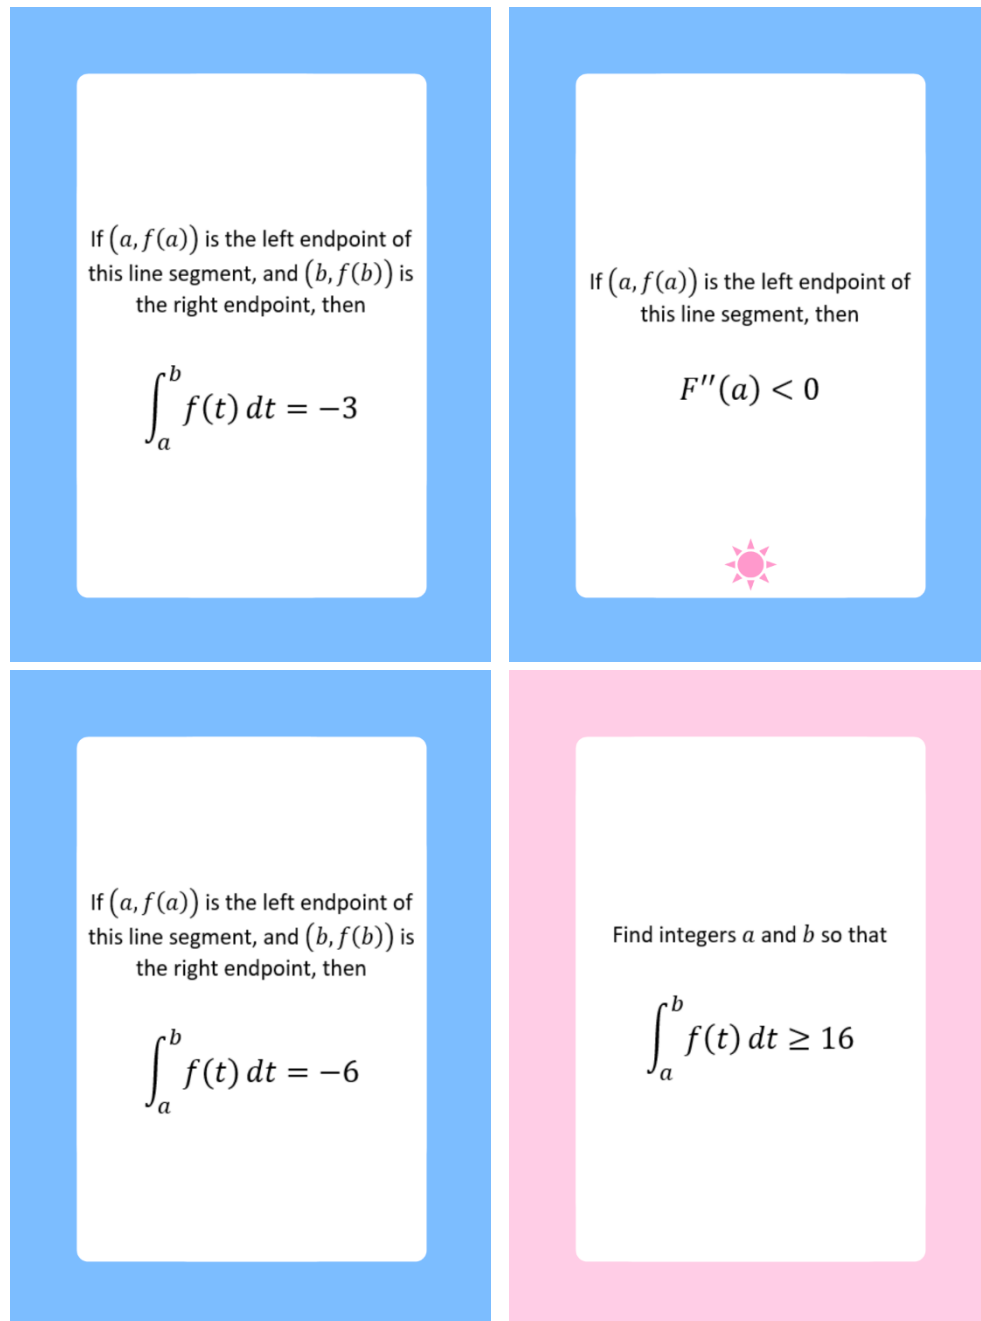 If (a, f(a)) is the left endpoint of
this line segment, and (b, f(b)) is
the right endpoint, then
∫_a^b f(t) dt = −3
If (a, f(a)) is the left endpoint of
this line segment, then
F''(a) < 0
If (a, f(a)) is the left endpoint of
this line segment, and (b, f(b)) is
the right endpoint, then
∫_a^b f(t) dt = −6
Find integers a and b so that
∫_a^b f(t) dt ≥ 16